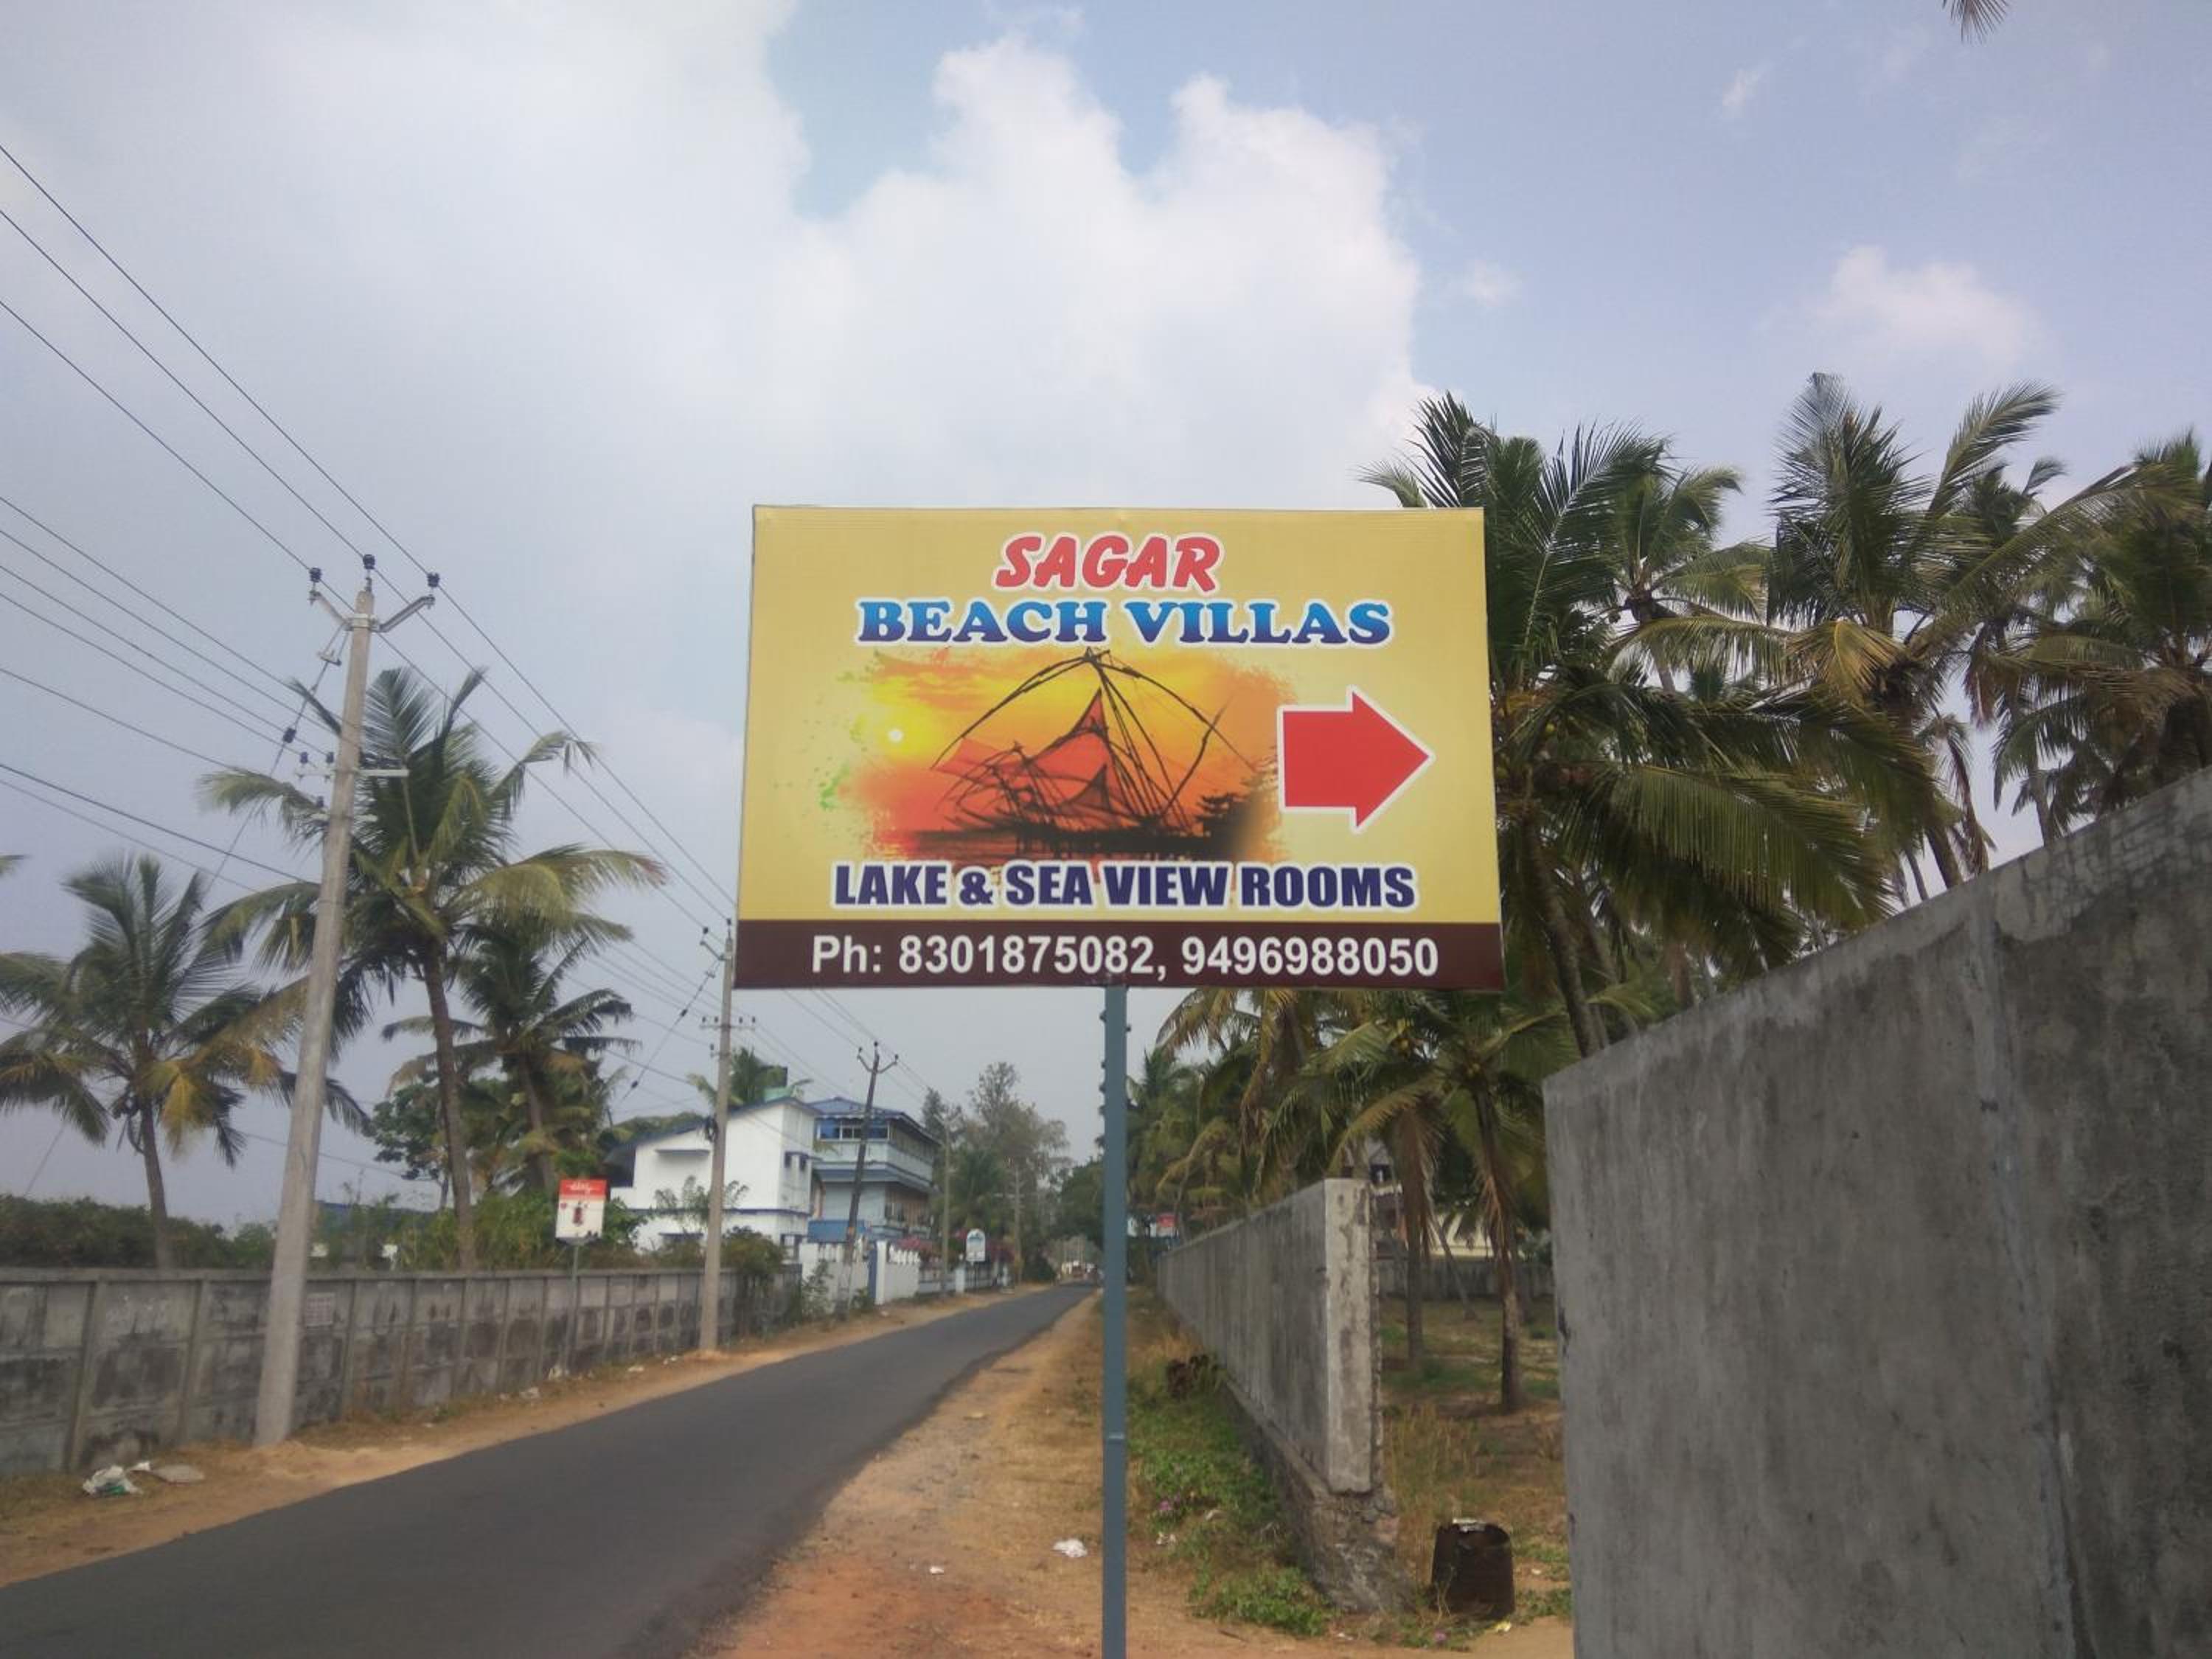 SAGAR
BEACH VILLAS
LAKE & SEA VIEW ROOMS
Ph: 8301875082, 9496988050